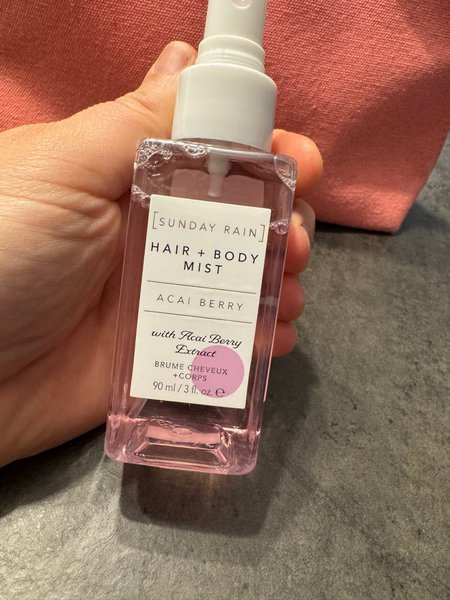 [SUNDAY RAIN]
HAIR + BODY
MIST
ACAI BERRY
with Acai Berry
Extract
BRUME CHEVEUX
+CORPS
90 ml / 3 fl. oz. ℮